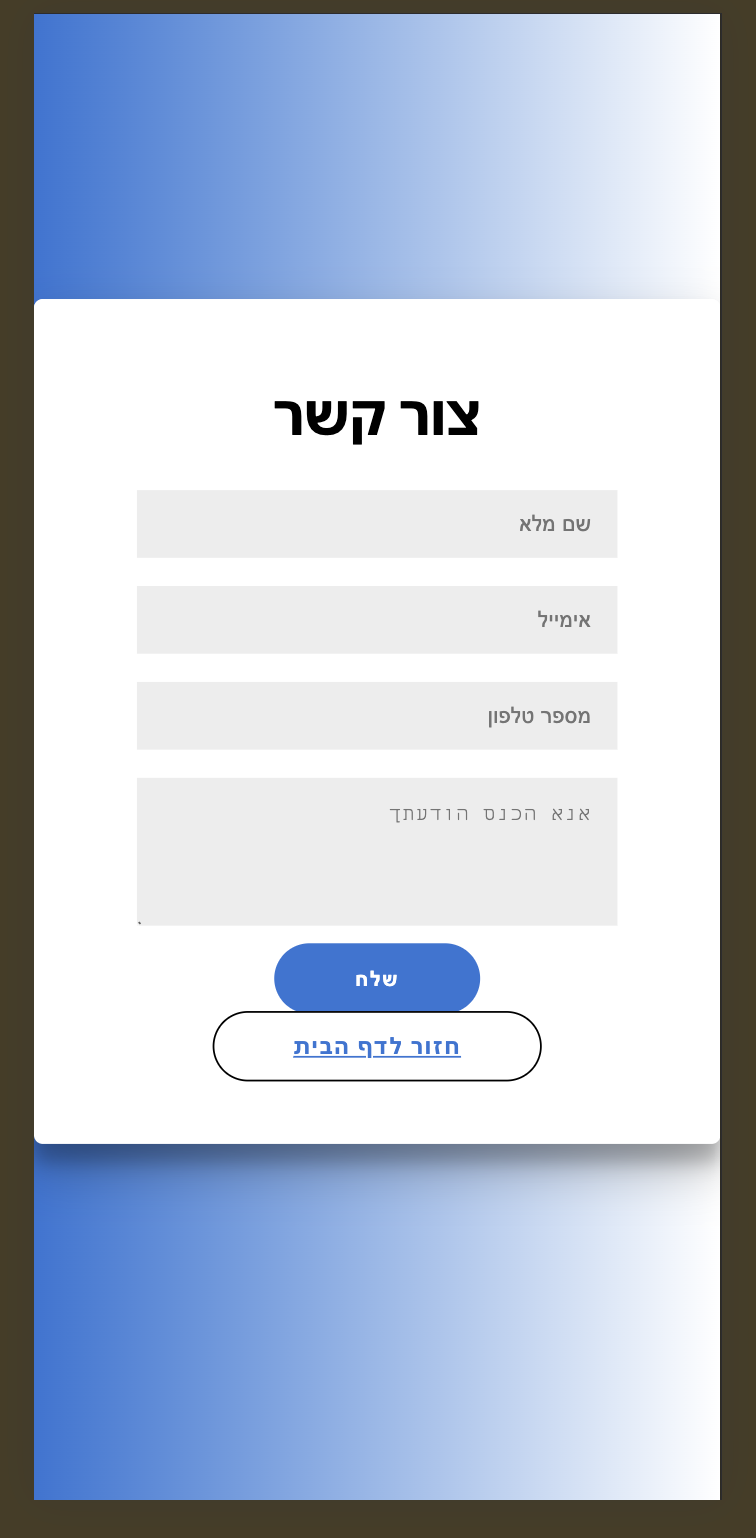 צור קשר
שם מלא
אימייל
מספר טלפון
אנא הכנס הודעתך
שלח
חזור לדף הבית